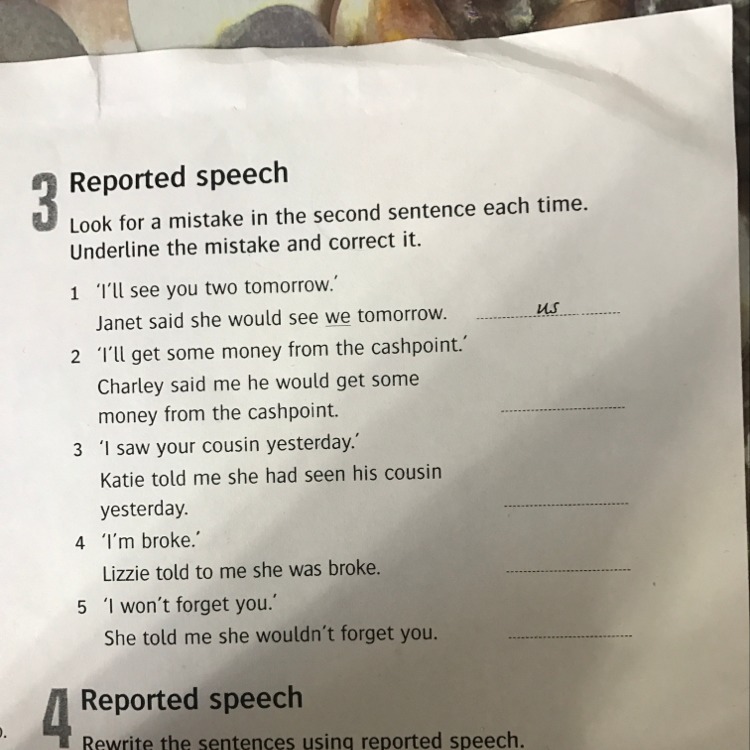 3 Reported speech
Look for a mistake in the second sentence each time.
Underline the mistake and correct it.
1 'I'll see you two tomorrow.'
Janet said she would see we tomorrow. us
2 'I'll get some money from the cashpoint.'
Charley said me he would get some
money from the cashpoint.
3 'I saw your cousin yesterday.'
Katie told me she had seen his cousin
yesterday.
4 'I'm broke.'
Lizzie told to me she was broke.
5 'I won't forget you.'
She told me she wouldn't forget you.
4 Reported speech
Rewrite the sentences using reported speech.